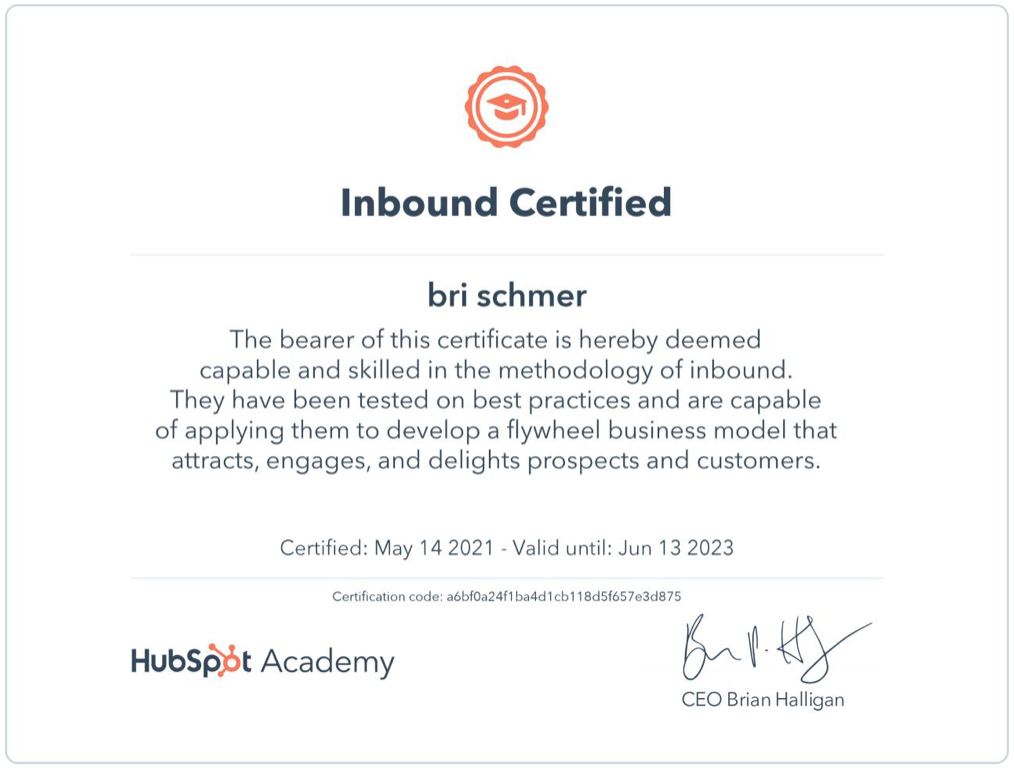 Inbound Certified
bri schmer
The bearer of this certificate is hereby deemed
capable and skilled in the methodology of inbound.
They have been tested on best practices and are capable
of applying them to develop a flywheel business model that
attracts, engages, and delights prospects and customers.
Certified: May 14 2021 - Valid until: Jun 13 2023
Certification code: a6bf0a24f1ba4d1cb118d5f657e3d875
HubSpot Academy
CEO Brian Halligan